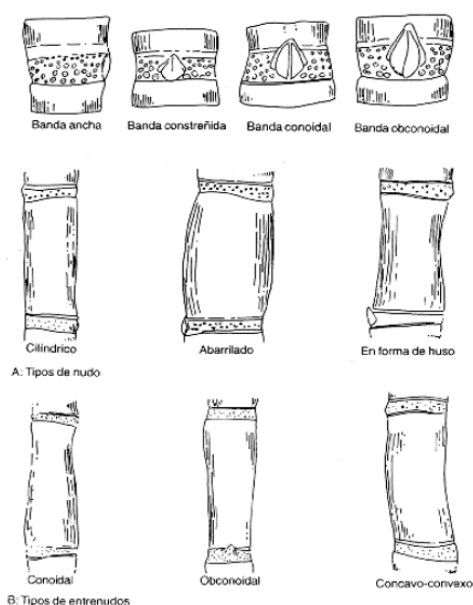 Banda ancha Banda constreñida Banda conoidal Banda obconoidal
Cilíndrico Abarrilado En forma de huso
A: Tipos de nudo
Conoidal Obconoidal Concavo-convexo
B: Tipos de entrenudos